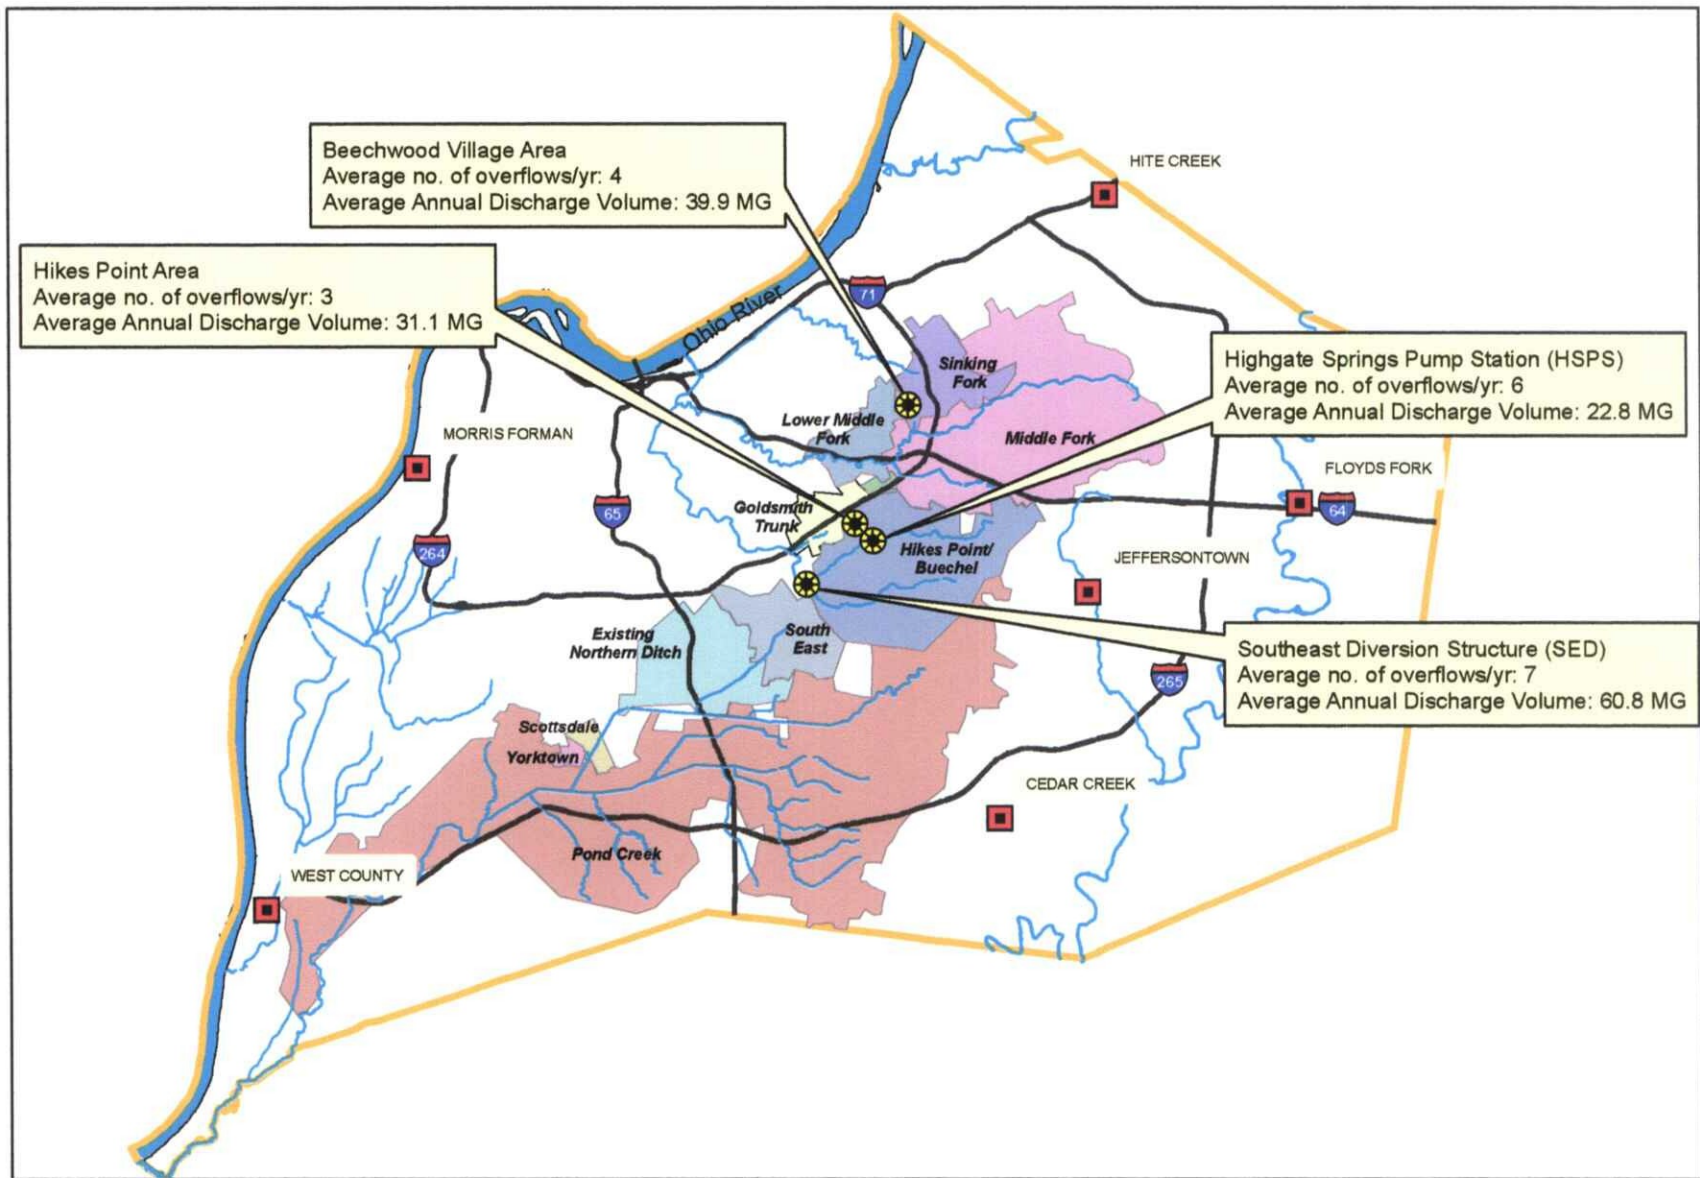 HITE CREEK
Beechwood Village Area
Average no. of overflows/yr: 4
Average Annual Discharge Volume: 39.9 MG
Hikes Point Area
Average no. of overflows/yr: 3
Average Annual Discharge Volume: 31.1 MG
71
Ohio River
Highgate Springs Pump Station (HSPS)
Average no. of overflows/yr: 6
Average Annual Discharge Volume: 22.8 MG
Sinking
Fork
Lower Middle
Fork
Middle Fork
MORRIS FORMAN
FLOYDS FORK
65
64
Goldsmith
Trunk
264
Hikes Point/
Buechel
JEFFERSONTOWN
Existing
Northern Ditch
South
East
Southeast Diversion Structure (SED)
Average no. of overflows/yr: 7
Average Annual Discharge Volume: 60.8 MG
265
Scottsdale
Yorktown
CEDAR CREEK
Pond Creek
WEST COUNTY